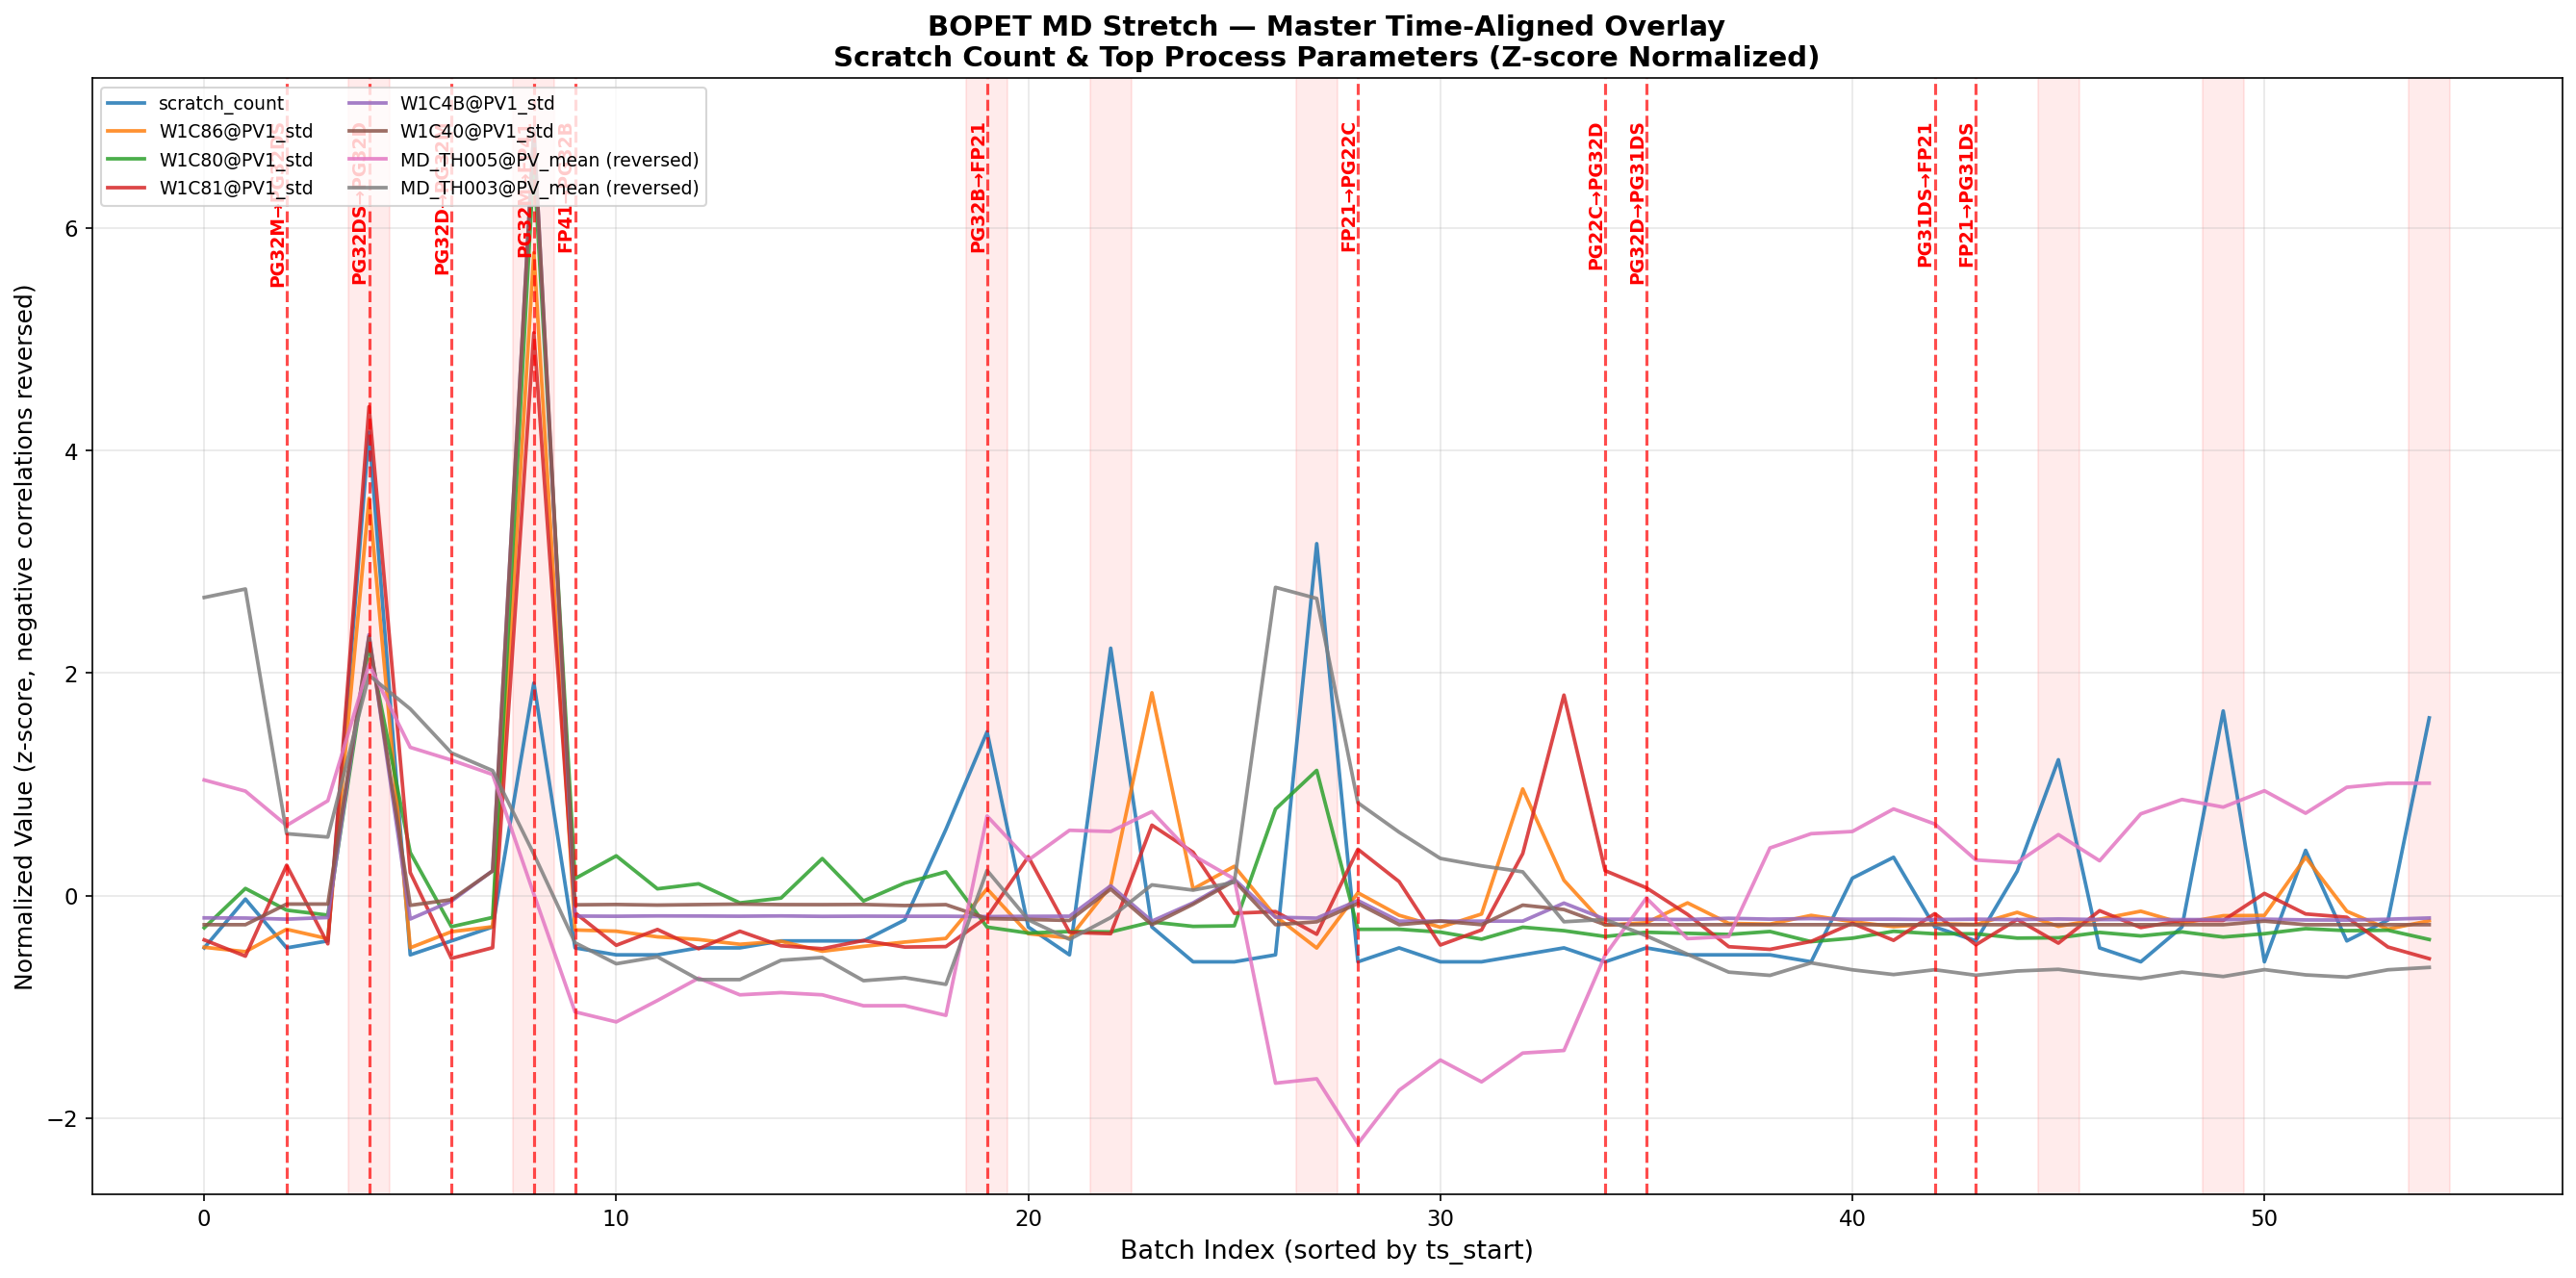 BOPET MD Stretch — Master Time-Aligned Overlay
Scratch Count & Top Process Parameters (Z-score Normalized)
scratch_count
W1C86@PV1_std
W1C80@PV1_std
W1C81@PV1_std
W1C4B@PV1_std
W1C40@PV1_std
MD_TH005@PV_mean (reversed)
MD_TH003@PV_mean (reversed)
PG32M→PG32DS
PG32DS→PG32D
PG32B→FP21
FP21→PG22C
PG22C→PG32D
PG32D→PG31DS
PG31DS→FP21
FP21→PG31DS
Normalized Value (z-score, negative correlations reversed)
6
4
2
0
−2
0
10
20
30
40
50
Batch Index (sorted by ts_start)